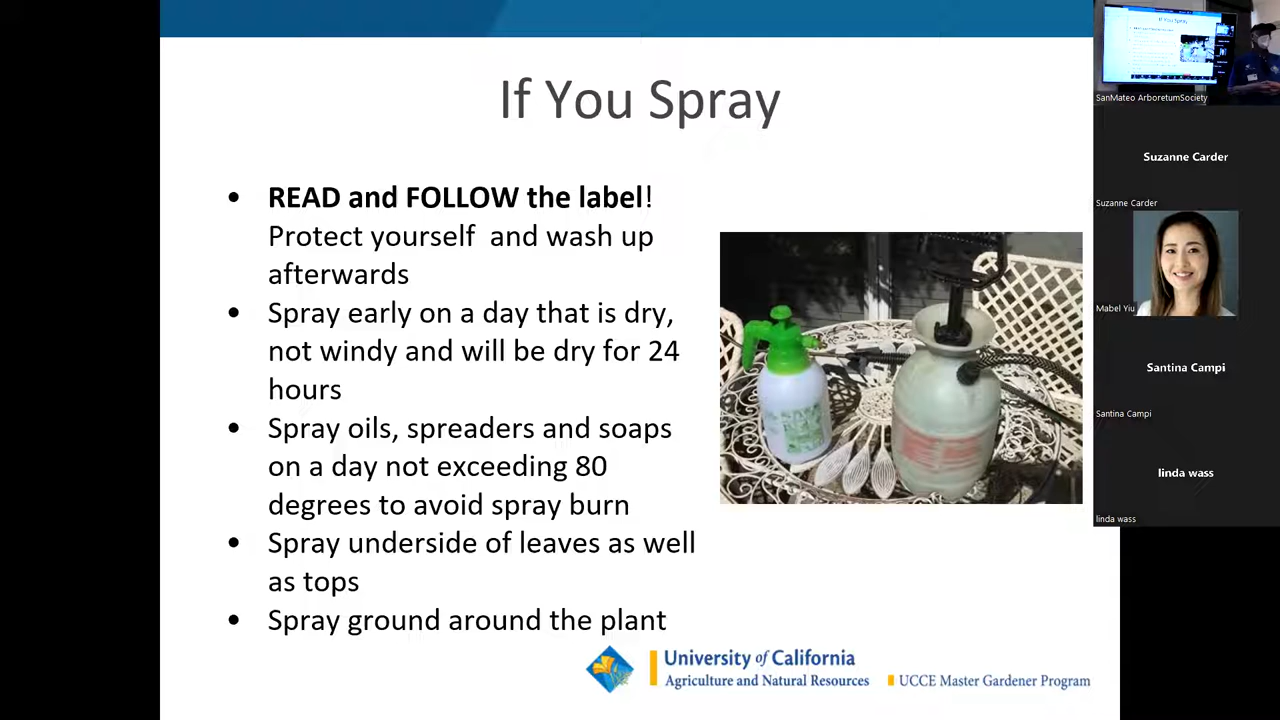 If You Spray
• READ and FOLLOW the label!
Protect yourself and wash up
afterwards
• Spray early on a day that is dry,
not windy and will be dry for 24
hours
• Spray oils, spreaders and soaps
on a day not exceeding 80
degrees to avoid spray burn
• Spray underside of leaves as well
as tops
• Spray ground around the plant
University of California
Agriculture and Natural Resources
UCCE Master Gardener Program
If You Spray
SanMateo ArboretumSociety
Suzanne Carder
Suzanne Carder
Mabel Yiu
Santina Campi
Santina Campi
linda wass
linda wass